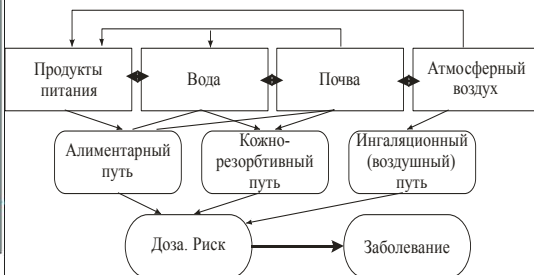 Продукты
питания
Вода
Почва
Атмосферный
воздух
Алиментарный
путь
Кожно-
резорбтивный
путь
Ингаляционный
(воздушный)
путь
Доза. Риск
Заболевание